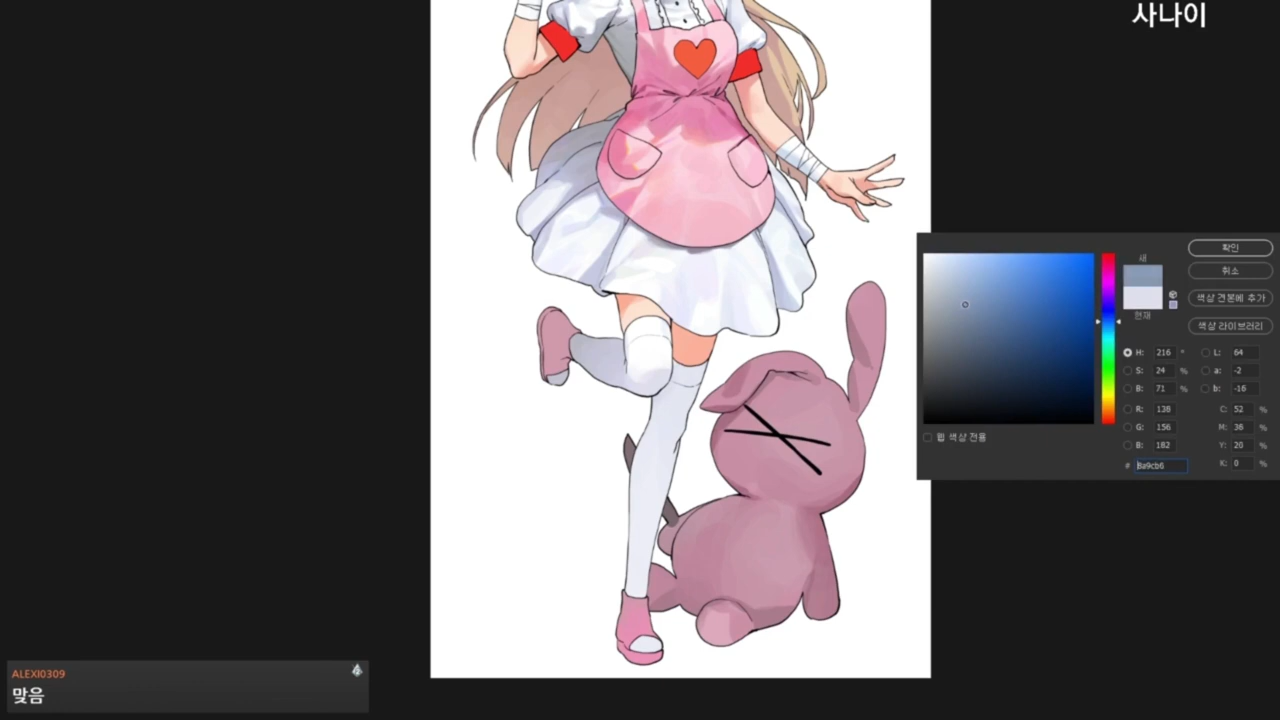 사나이
확인
새
취소
색상 견본에 추가
현재
색상 라이브러리
H: 216 °
L: 64
S: 24 %
a: -2
B: 71 %
b: -16
R: 138
C: 52 %
G: 156
M: 36 %
웹 색상 전용
B: 182
Y: 20 %
# 8a9cb6
K: 0 %
ALEXI0309
맞음